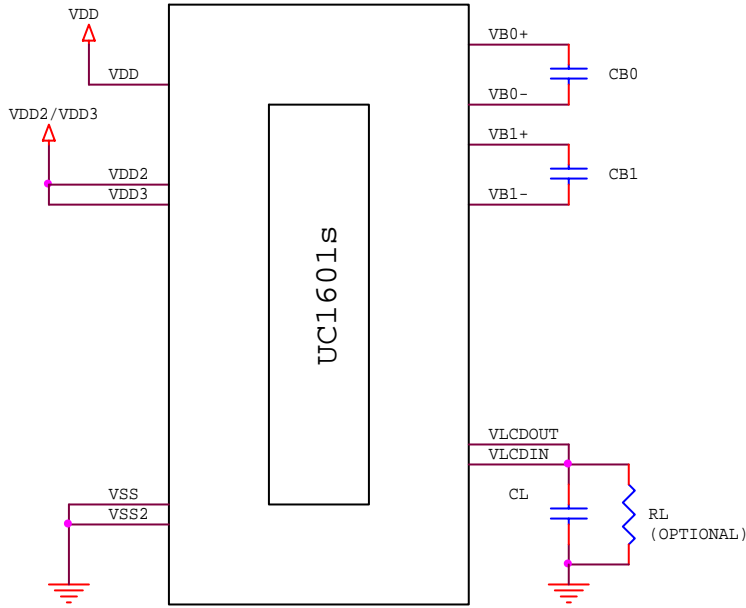 VDD
VDD
VDD2/VDD3
VDD2
VDD3
VSS
VSS2
UC1601s
VB0+
VB0-
CB0
VB1+
VB1-
CB1
VLCDOUT
VLCDIN
CL
RL
(OPTIONAL)